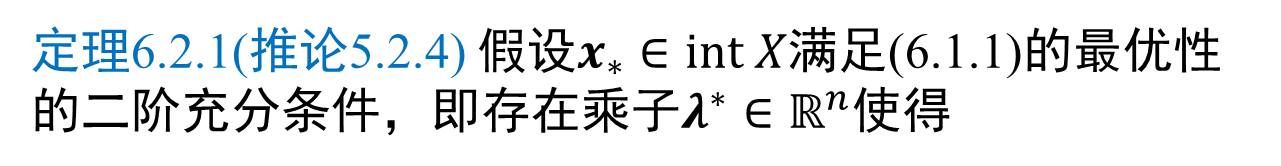 定理6.2.1(推论5.2.4) 假设𝒙∗ ∈ int 𝑋满足(6.1.1)的最优性
的二阶充分条件，即存在乘子𝝀* ∈ ℝⁿ使得